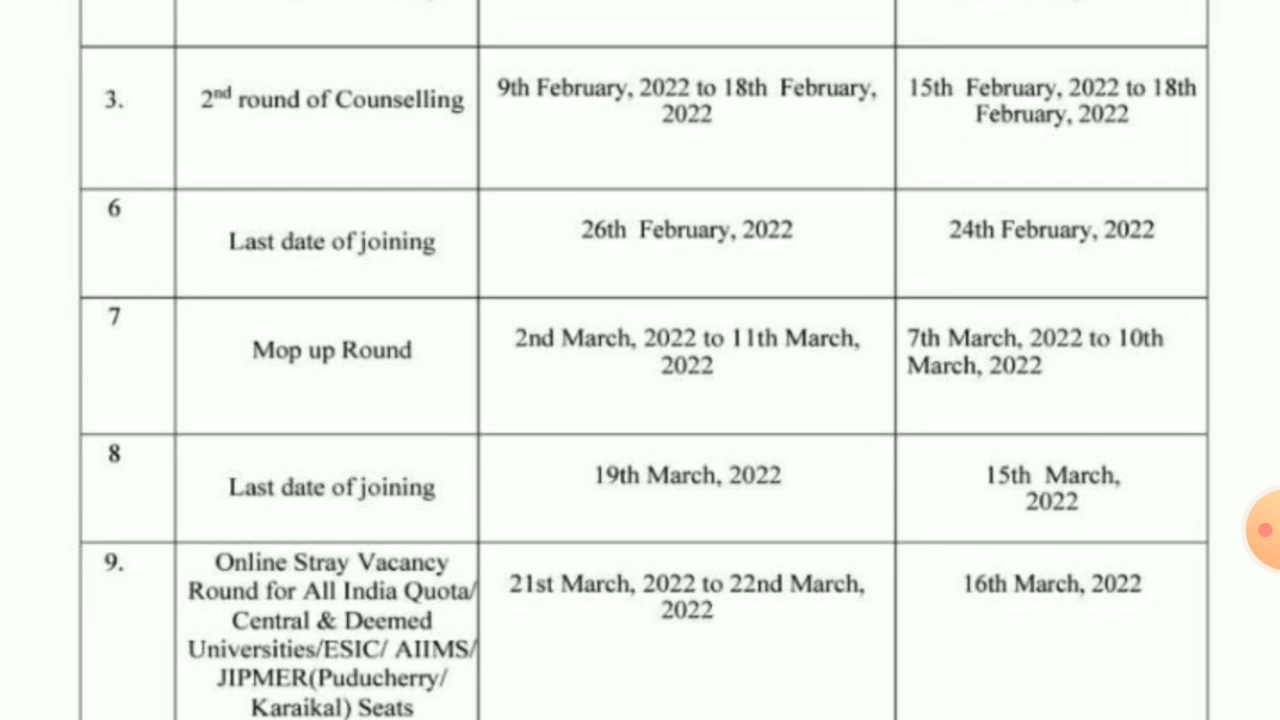 3.
2nd round of Counselling
9th February, 2022 to 18th February,
2022
15th February, 2022 to 18th
February, 2022
6
Last date of joining
26th February, 2022
24th February, 2022
7
Mop up Round
2nd March, 2022 to 11th March,
2022
7th March, 2022 to 10th
March, 2022
8
Last date of joining
19th March, 2022
15th March,
2022
9.
Online Stray Vacancy
Round for All India Quota/
Central & Deemed
Universities/ESIC/ AIIMS/
JIPMER(Puducherry/
Karaikal) Seats
21st March, 2022 to 22nd March,
2022
16th March, 2022